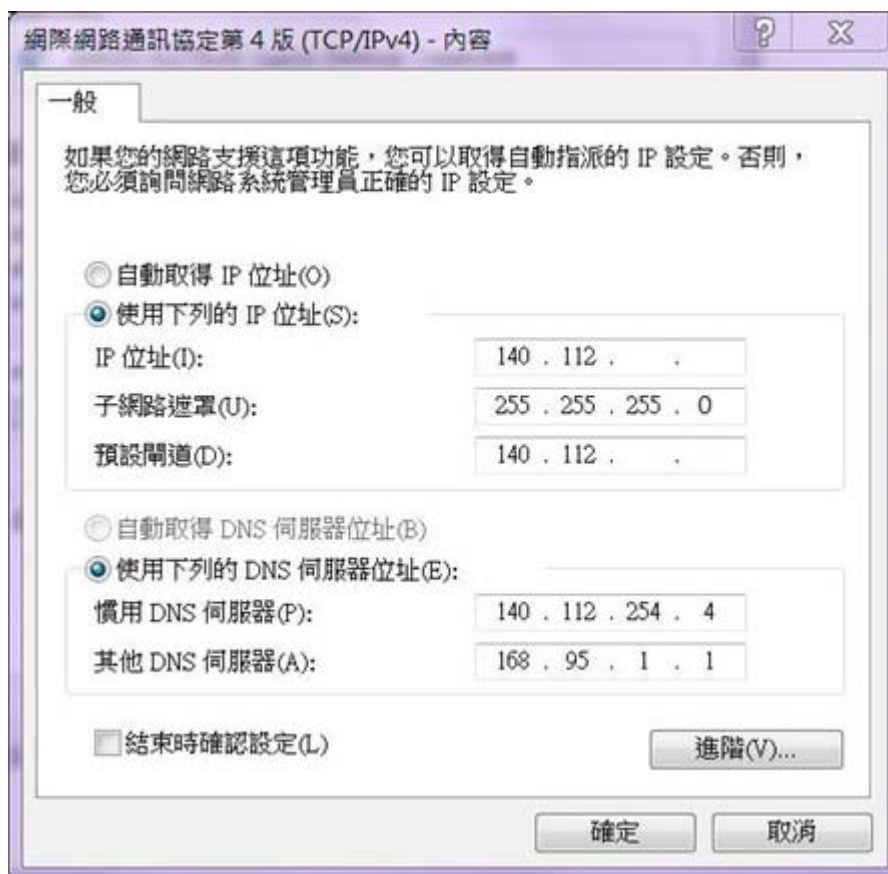 網際網路通訊協定第 4 版 (TCP/IPv4) - 內容
一般
如果您的網路支援這項功能，您可以取得自動指派的 IP 設定。否則，
您必須詢問網路系統管理員正確的 IP 設定。
自動取得 IP 位址(O)
使用下列的 IP 位址(S):
IP 位址(I): 140 . 112 . .
子網路遮罩(U): 255 . 255 . 255 . 0
預設閘道(D): 140 . 112 . .
自動取得 DNS 伺服器位址(B)
使用下列的 DNS 伺服器位址(E):
慣用 DNS 伺服器(P): 140 . 112 . 254 . 4
其他 DNS 伺服器(A): 168 . 95 . 1 . 1
結束時確認設定(L)
進階(V)...
確定 取消